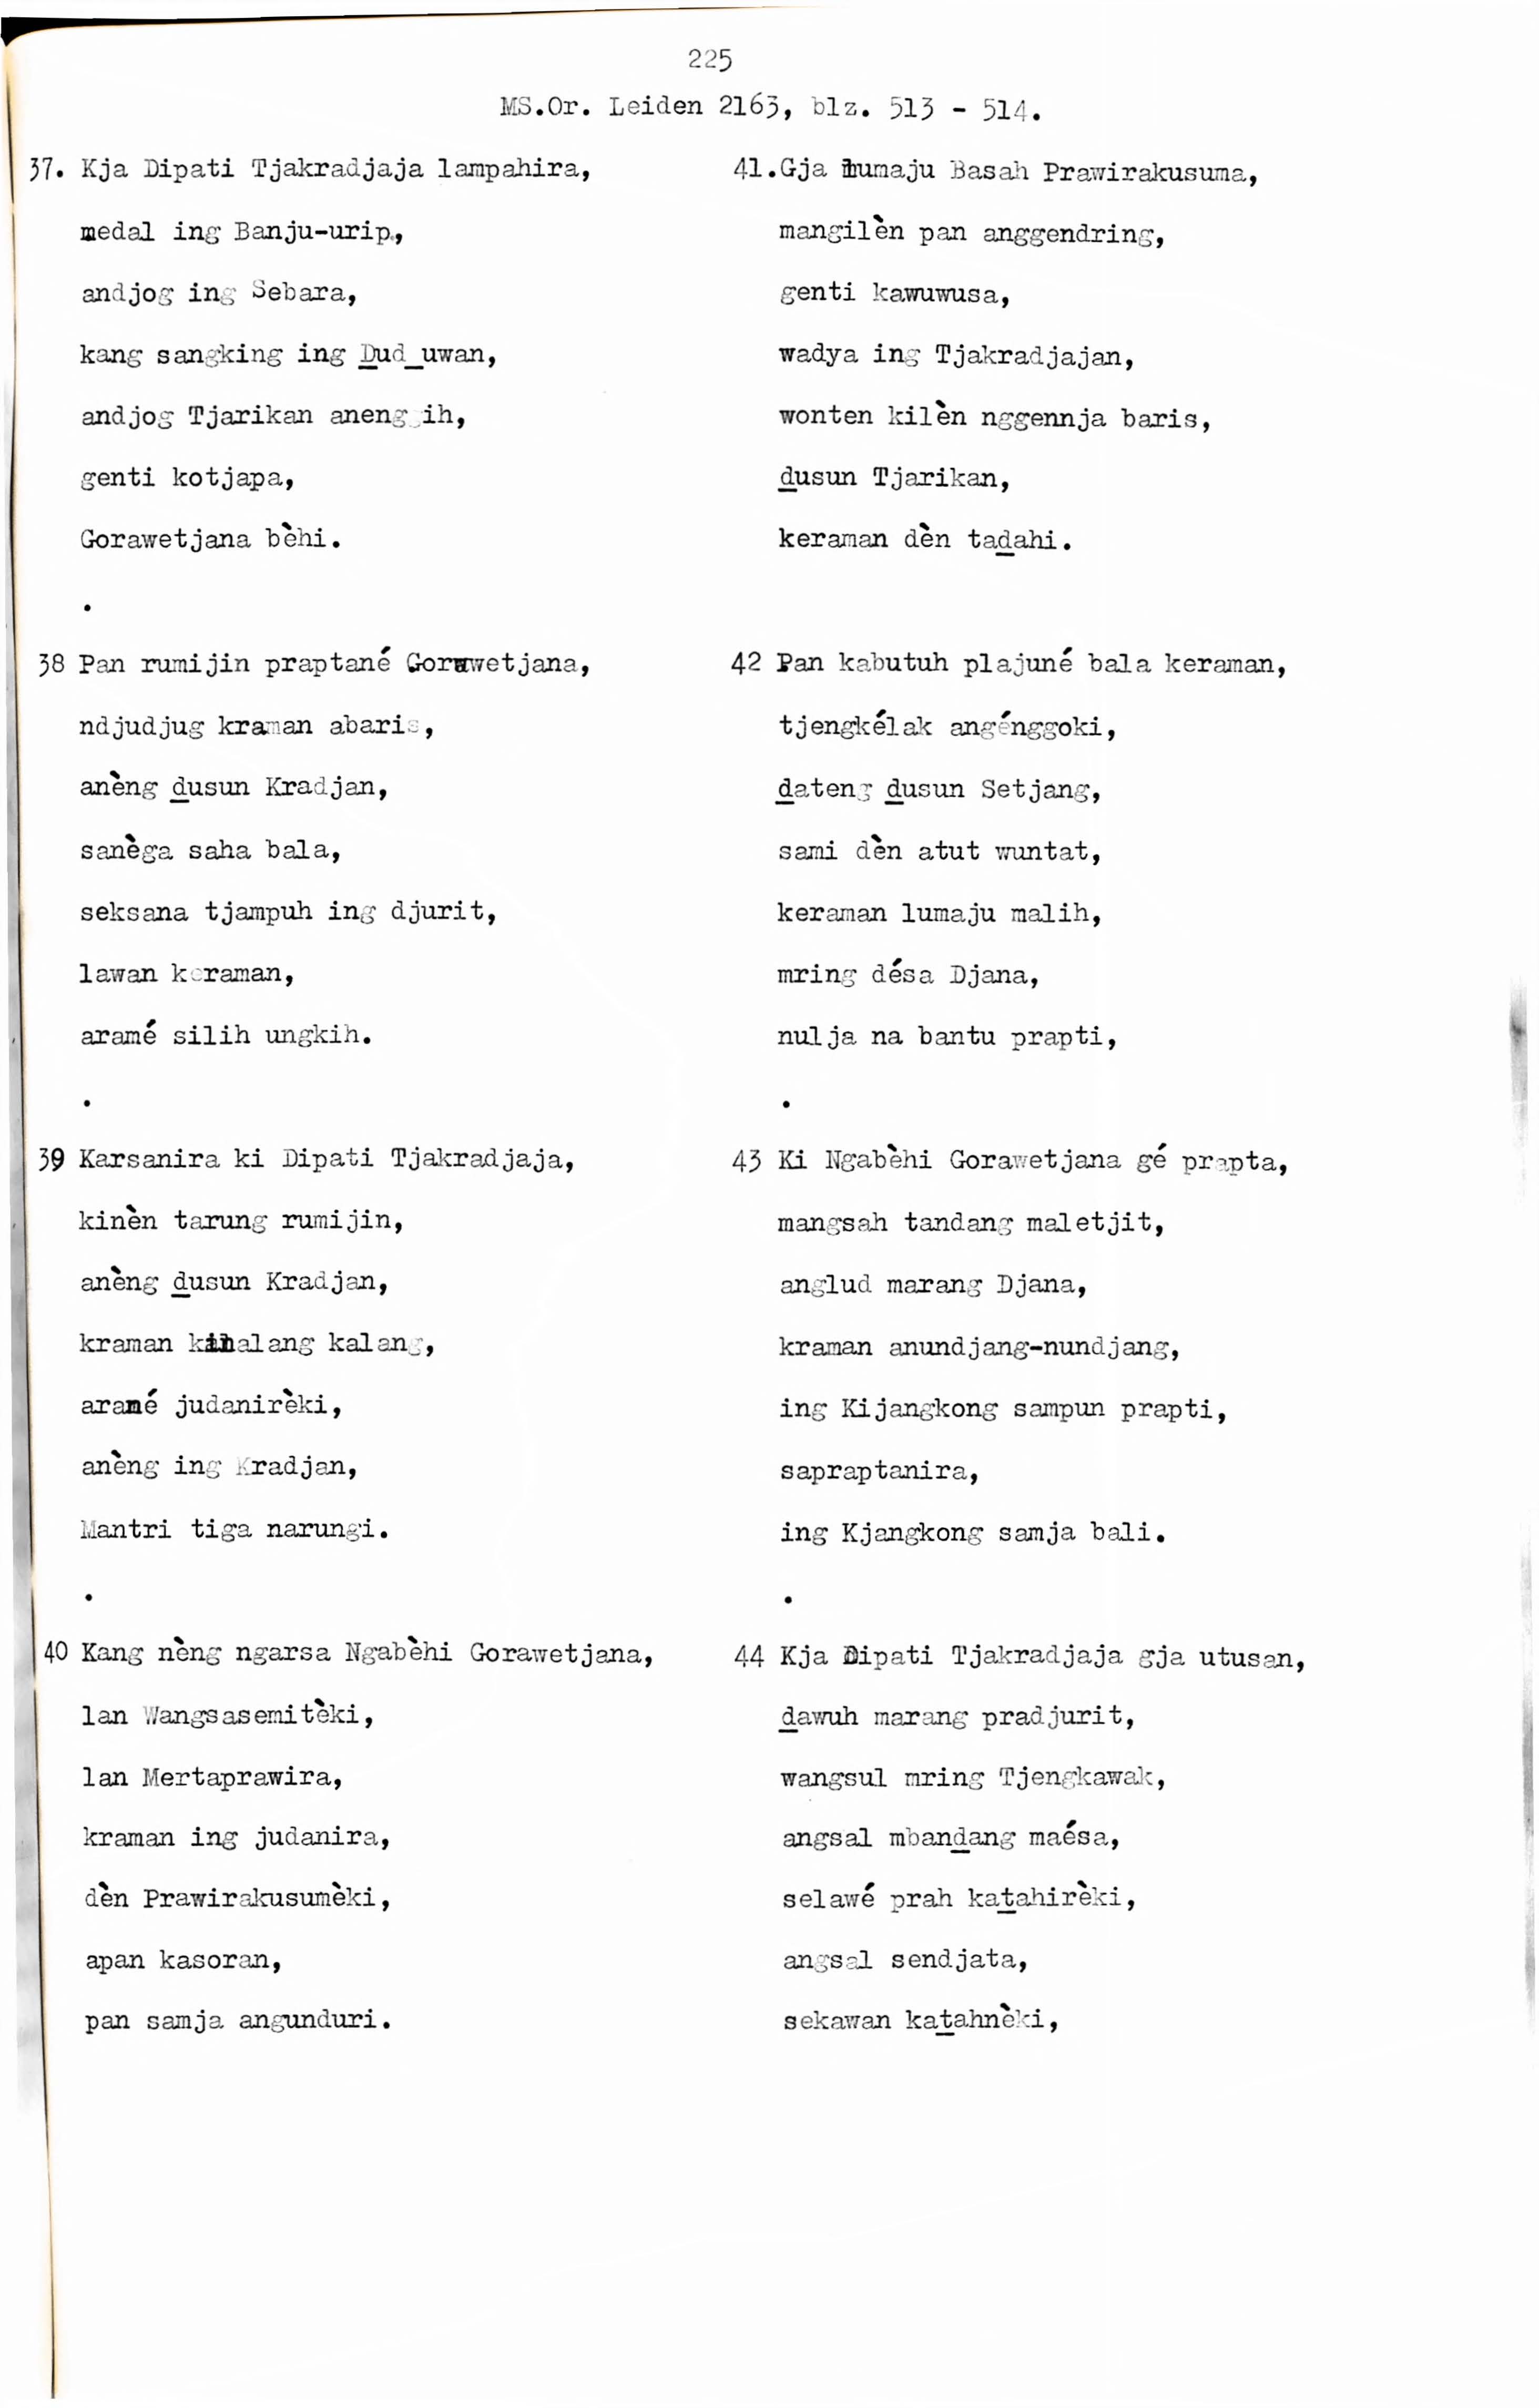 225
MS.Or. Leiden 2163, blz. 513 - 514.
37. Kja Dipati Tjakradjaja lampahira,
medal ing Banju-urip,
andjog ing Sebara,
kang sangking ing Dud_uwan,
andjog Tjarikan anenggih,
genti kotjapa,
Gorawetjana bèhi.
.
38 Pan rumijin praptané Gorawetjana,
ndjudjug kraman abaris,
anèng dusun Kradjan,
sanèga saha bala,
seksana tjampuh ing djurit,
lawan keraman,
aramé silih ungkih.
.
39 Karsanira ki Dipati Tjakradjaja,
kinèn tarung rumijin,
anèng dusun Kradjan,
kraman kinalang kalang,
aramé judanirèki,
anèng ing Kradjan,
Mantri tiga narungi.
.
40 Kang nèng ngarsa Ngabèhi Gorawetjana,
lan Wangsasemitèki,
lan Mertaprawira,
kraman ing judanira,
dèn Prawirakusumèki,
apan kasoran,
pan samja angunduri.
41.Gja lumaju Basah Prawirakusuma,
mangilèn pan anggendring,
genti kawuwusa,
wadya ing Tjakradjajan,
wonten kilèn nggennja baris,
dusun Tjarikan,
keraman dèn tadahi.
42 Pan kabutuh plajuné bala keraman,
tjengkélak angénggoki,
dateng dusun Setjang,
sami dèn atut wuntat,
keraman lumaju malih,
mring désa Djana,
nulja na bantu prapti,
.
43 Ki Ngabèhi Gorawetjana gé prapta,
mangsah tandang maletjit,
anglud marang Djana,
kraman anundjang-nundjang,
ing Kijangkong sampun prapti,
sapraptanira,
ing Kjangkong samja bali.
.
44 Kja Dipati Tjakradjaja gja utusan,
dawuh marang pradjurit,
wangsul mring Tjengkawak,
angsal mbandang maésa,
selawé prah katahirèki,
angsal sendjata,
sekawan katahnèki,